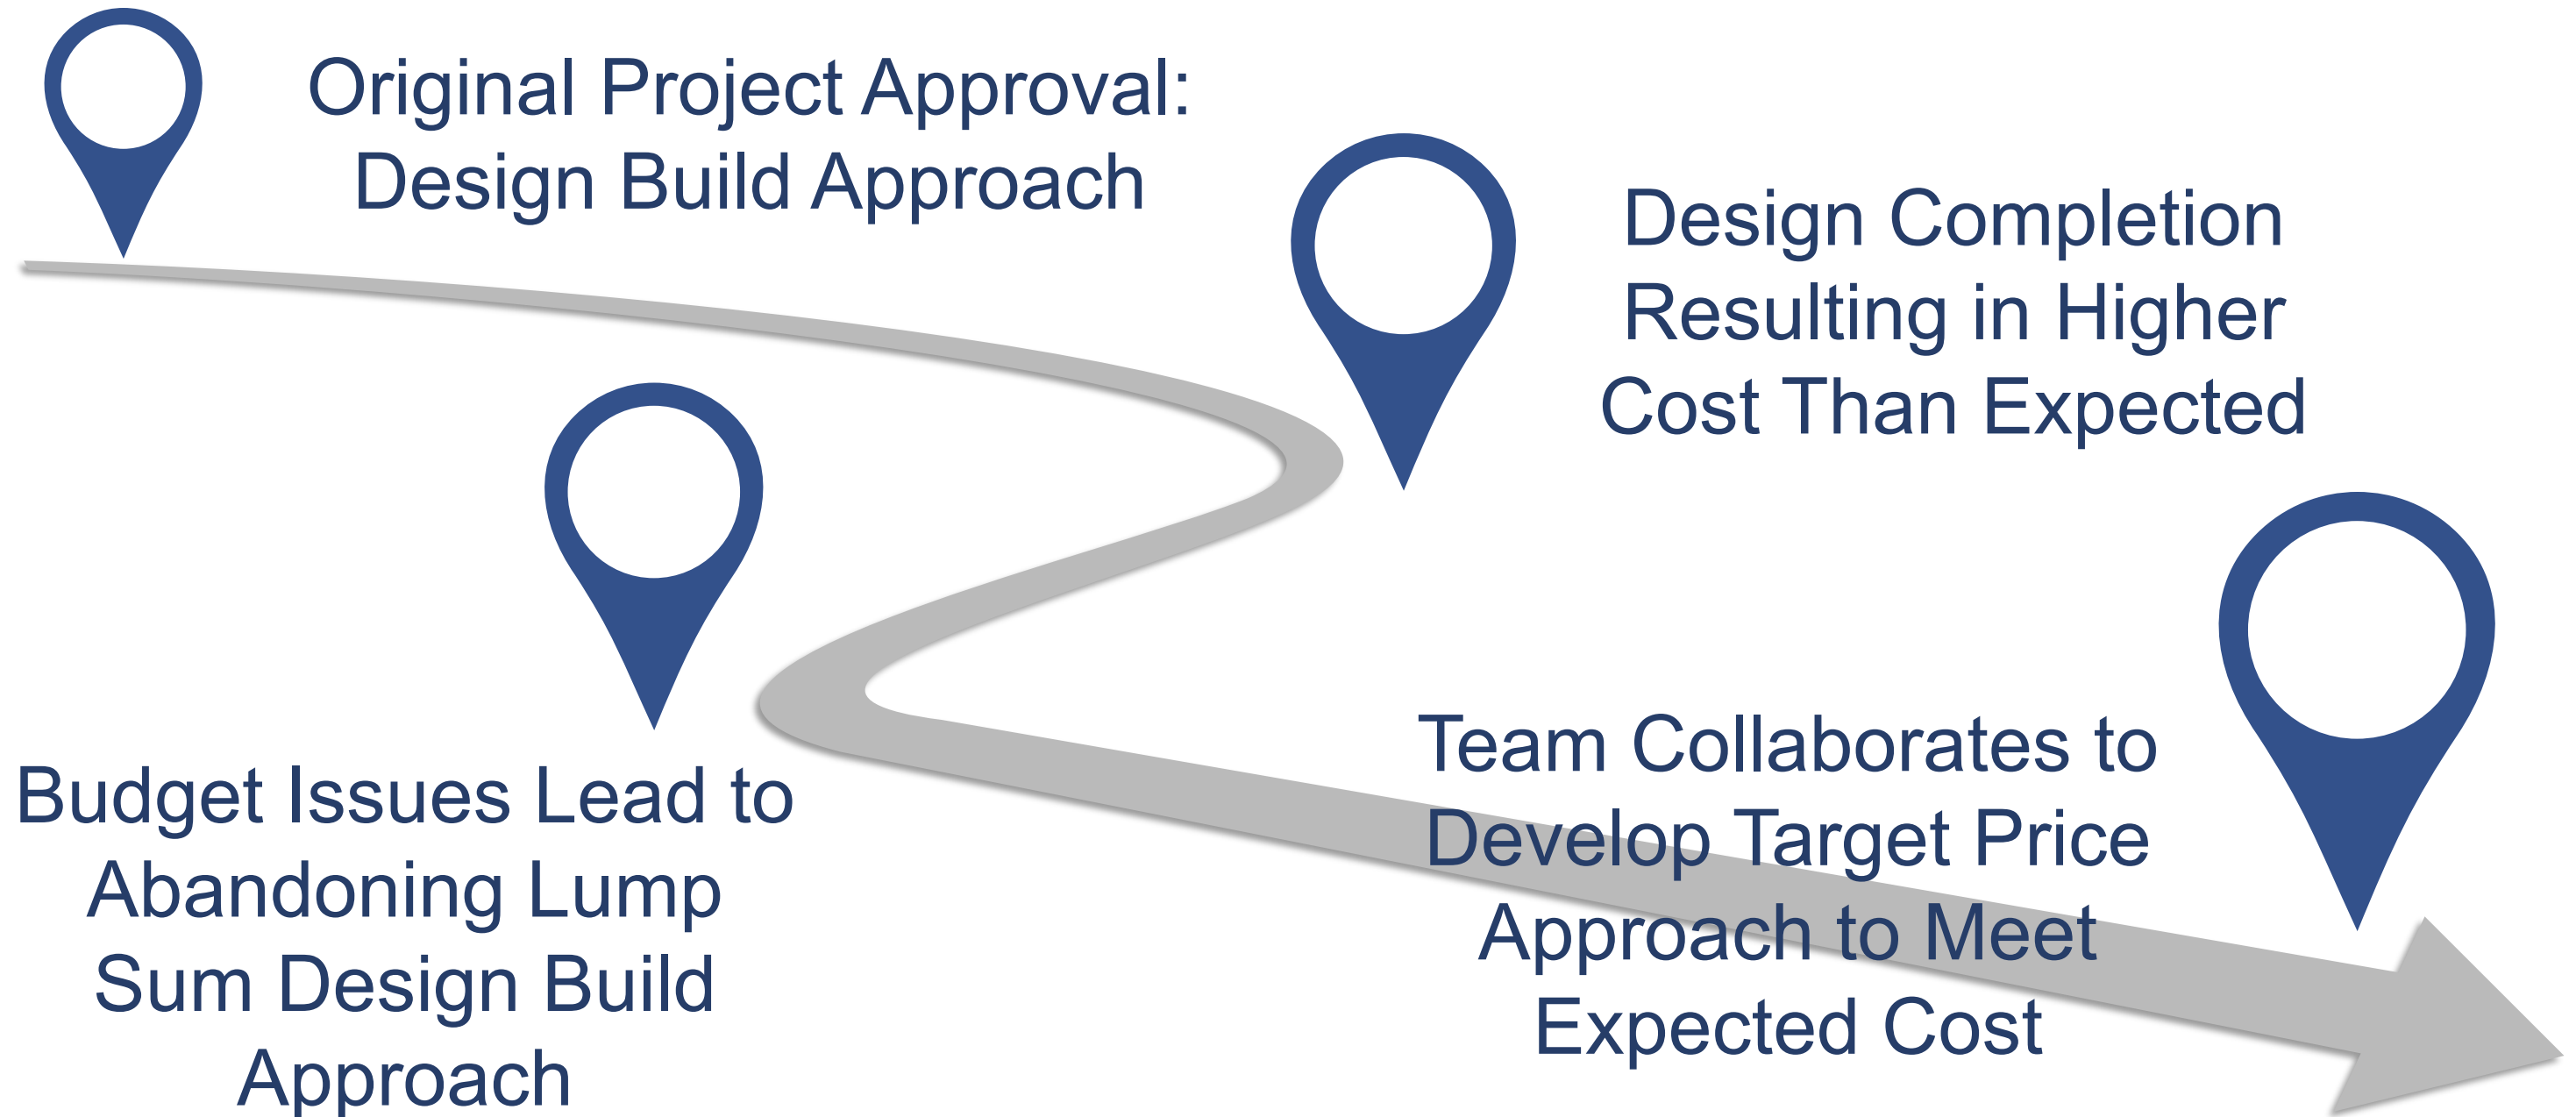 Original Project Approval:
Design Build Approach
Design Completion
Resulting in Higher
Cost Than Expected
Budget Issues Lead to
Abandoning Lump
Sum Design Build
Approach
Team Collaborates to
Develop Target Price
Approach to Meet
Expected Cost